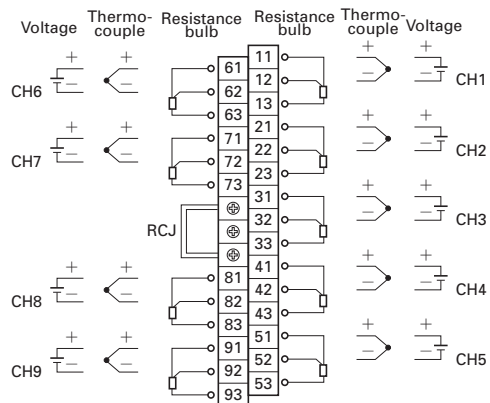 Voltage Thermo- couple Resistance bulb Resistance bulb Thermo- couple Voltage
11
61
12
62
13
63
21
71
22
72
23
73
31
32
33
41
81
42
82
43
83
51
91
52
92
53
93
+ + CH6 − −
+ + CH7 − −
RCJ
+ + CH8 − −
+ + CH9 − −
+ + CH1 − −
+ + CH2 − −
+ + CH3 − −
+ + CH4 − −
+ + CH5 − −